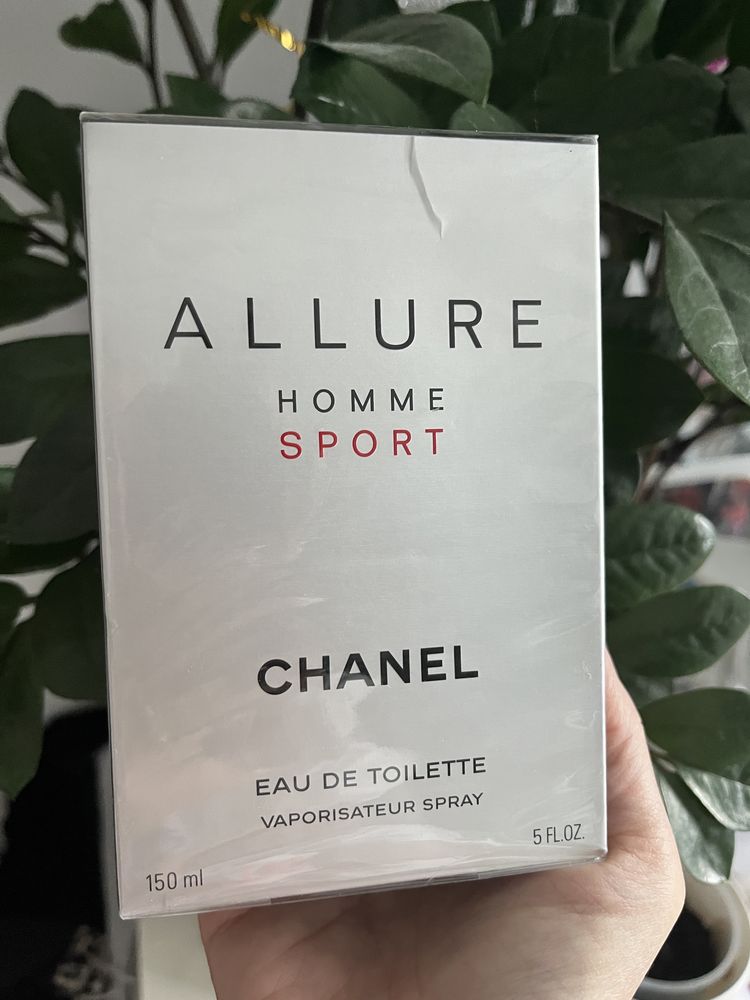 ALLURE
HOMME
SPORT
CHANEL
EAU DE TOILETTE
VAPORISATEUR SPRAY
150 ml
5 FL.OZ.